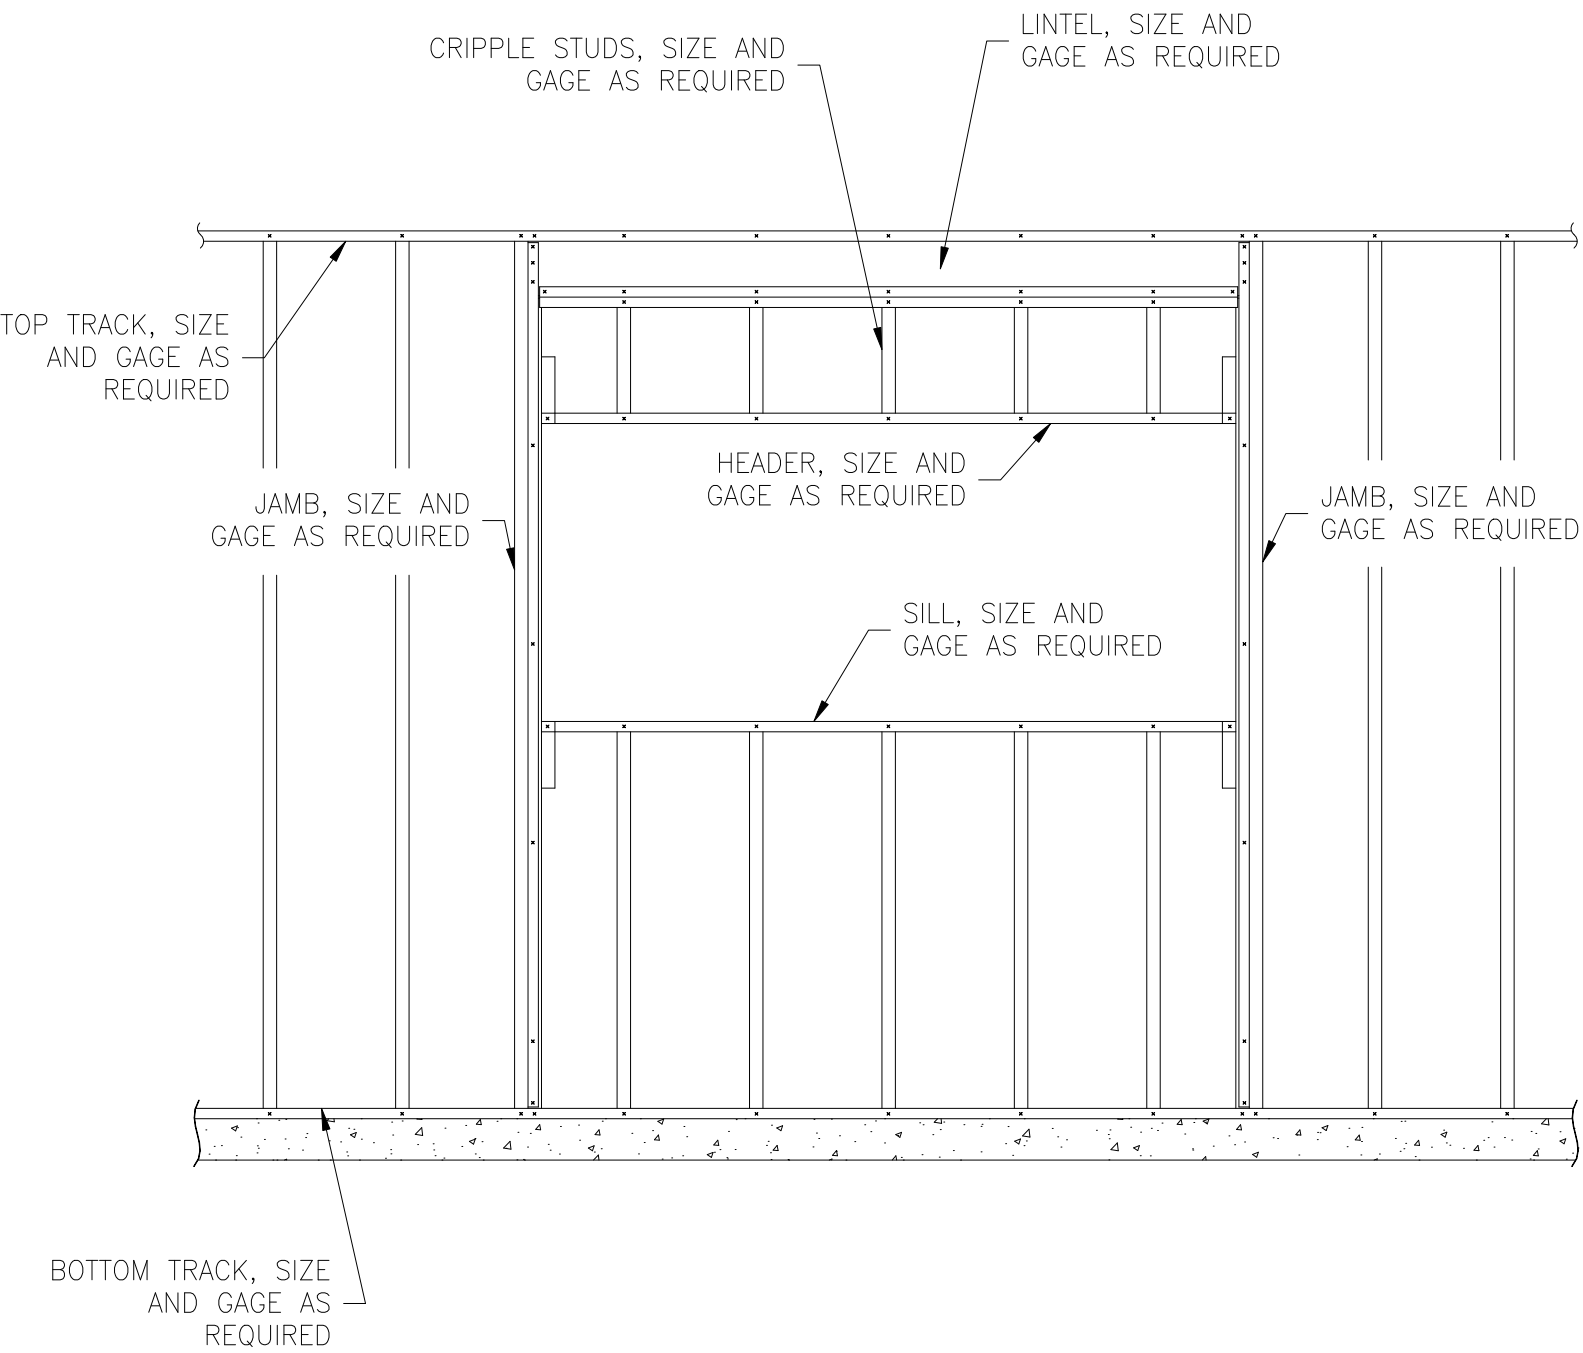 LINTEL, SIZE AND
GAGE AS REQUIRED
CRIPPLE STUDS, SIZE AND
GAGE AS REQUIRED
TOP TRACK, SIZE
AND GAGE AS
REQUIRED
HEADER, SIZE AND
GAGE AS REQUIRED
JAMB, SIZE AND
GAGE AS REQUIRED
JAMB, SIZE AND
GAGE AS REQUIRED
SILL, SIZE AND
GAGE AS REQUIRED
BOTTOM TRACK, SIZE
AND GAGE AS
REQUIRED